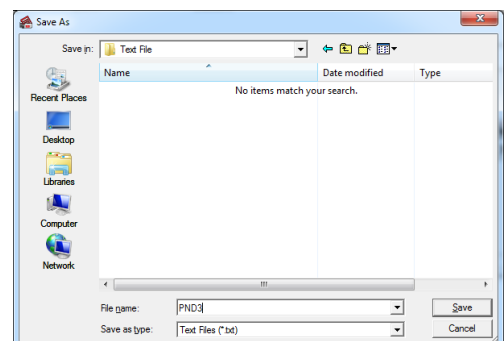 Save As
Save in: Text File
Name Date modified Type
No items match your search.
Recent Places
Desktop
Libraries
Computer
Network
File name: PND3 Save
Save as type: Text Files (*.txt) Cancel